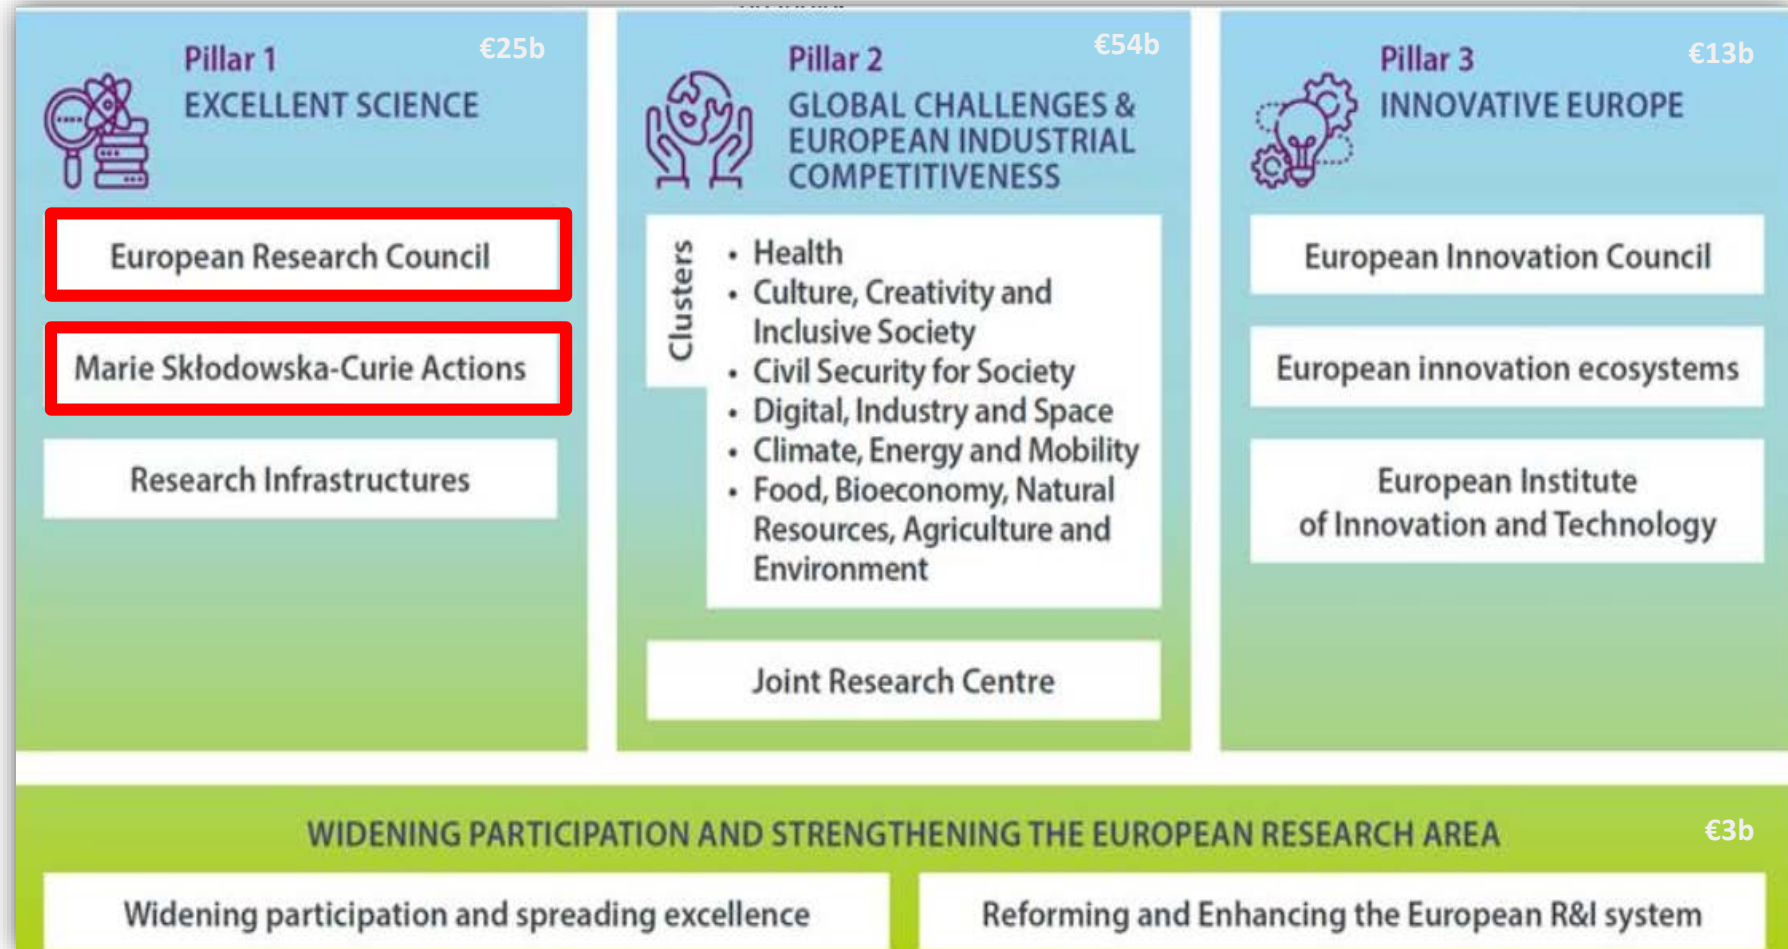 Pillar 1
€25b
EXCELLENT SCIENCE
European Research Council
Marie Skłodowska-Curie Actions
Research Infrastructures
Pillar 2
€54b
GLOBAL CHALLENGES &
EUROPEAN INDUSTRIAL
COMPETITIVENESS
Clusters
• Health
• Culture, Creativity and
Inclusive Society
• Civil Security for Society
• Digital, Industry and Space
• Climate, Energy and Mobility
• Food, Bioeconomy, Natural
Resources, Agriculture and
Environment
Joint Research Centre
Pillar 3
€13b
INNOVATIVE EUROPE
European Innovation Council
European innovation ecosystems
European Institute
of Innovation and Technology
WIDENING PARTICIPATION AND STRENGTHENING THE EUROPEAN RESEARCH AREA
€3b
Widening participation and spreading excellence
Reforming and Enhancing the European R&I system